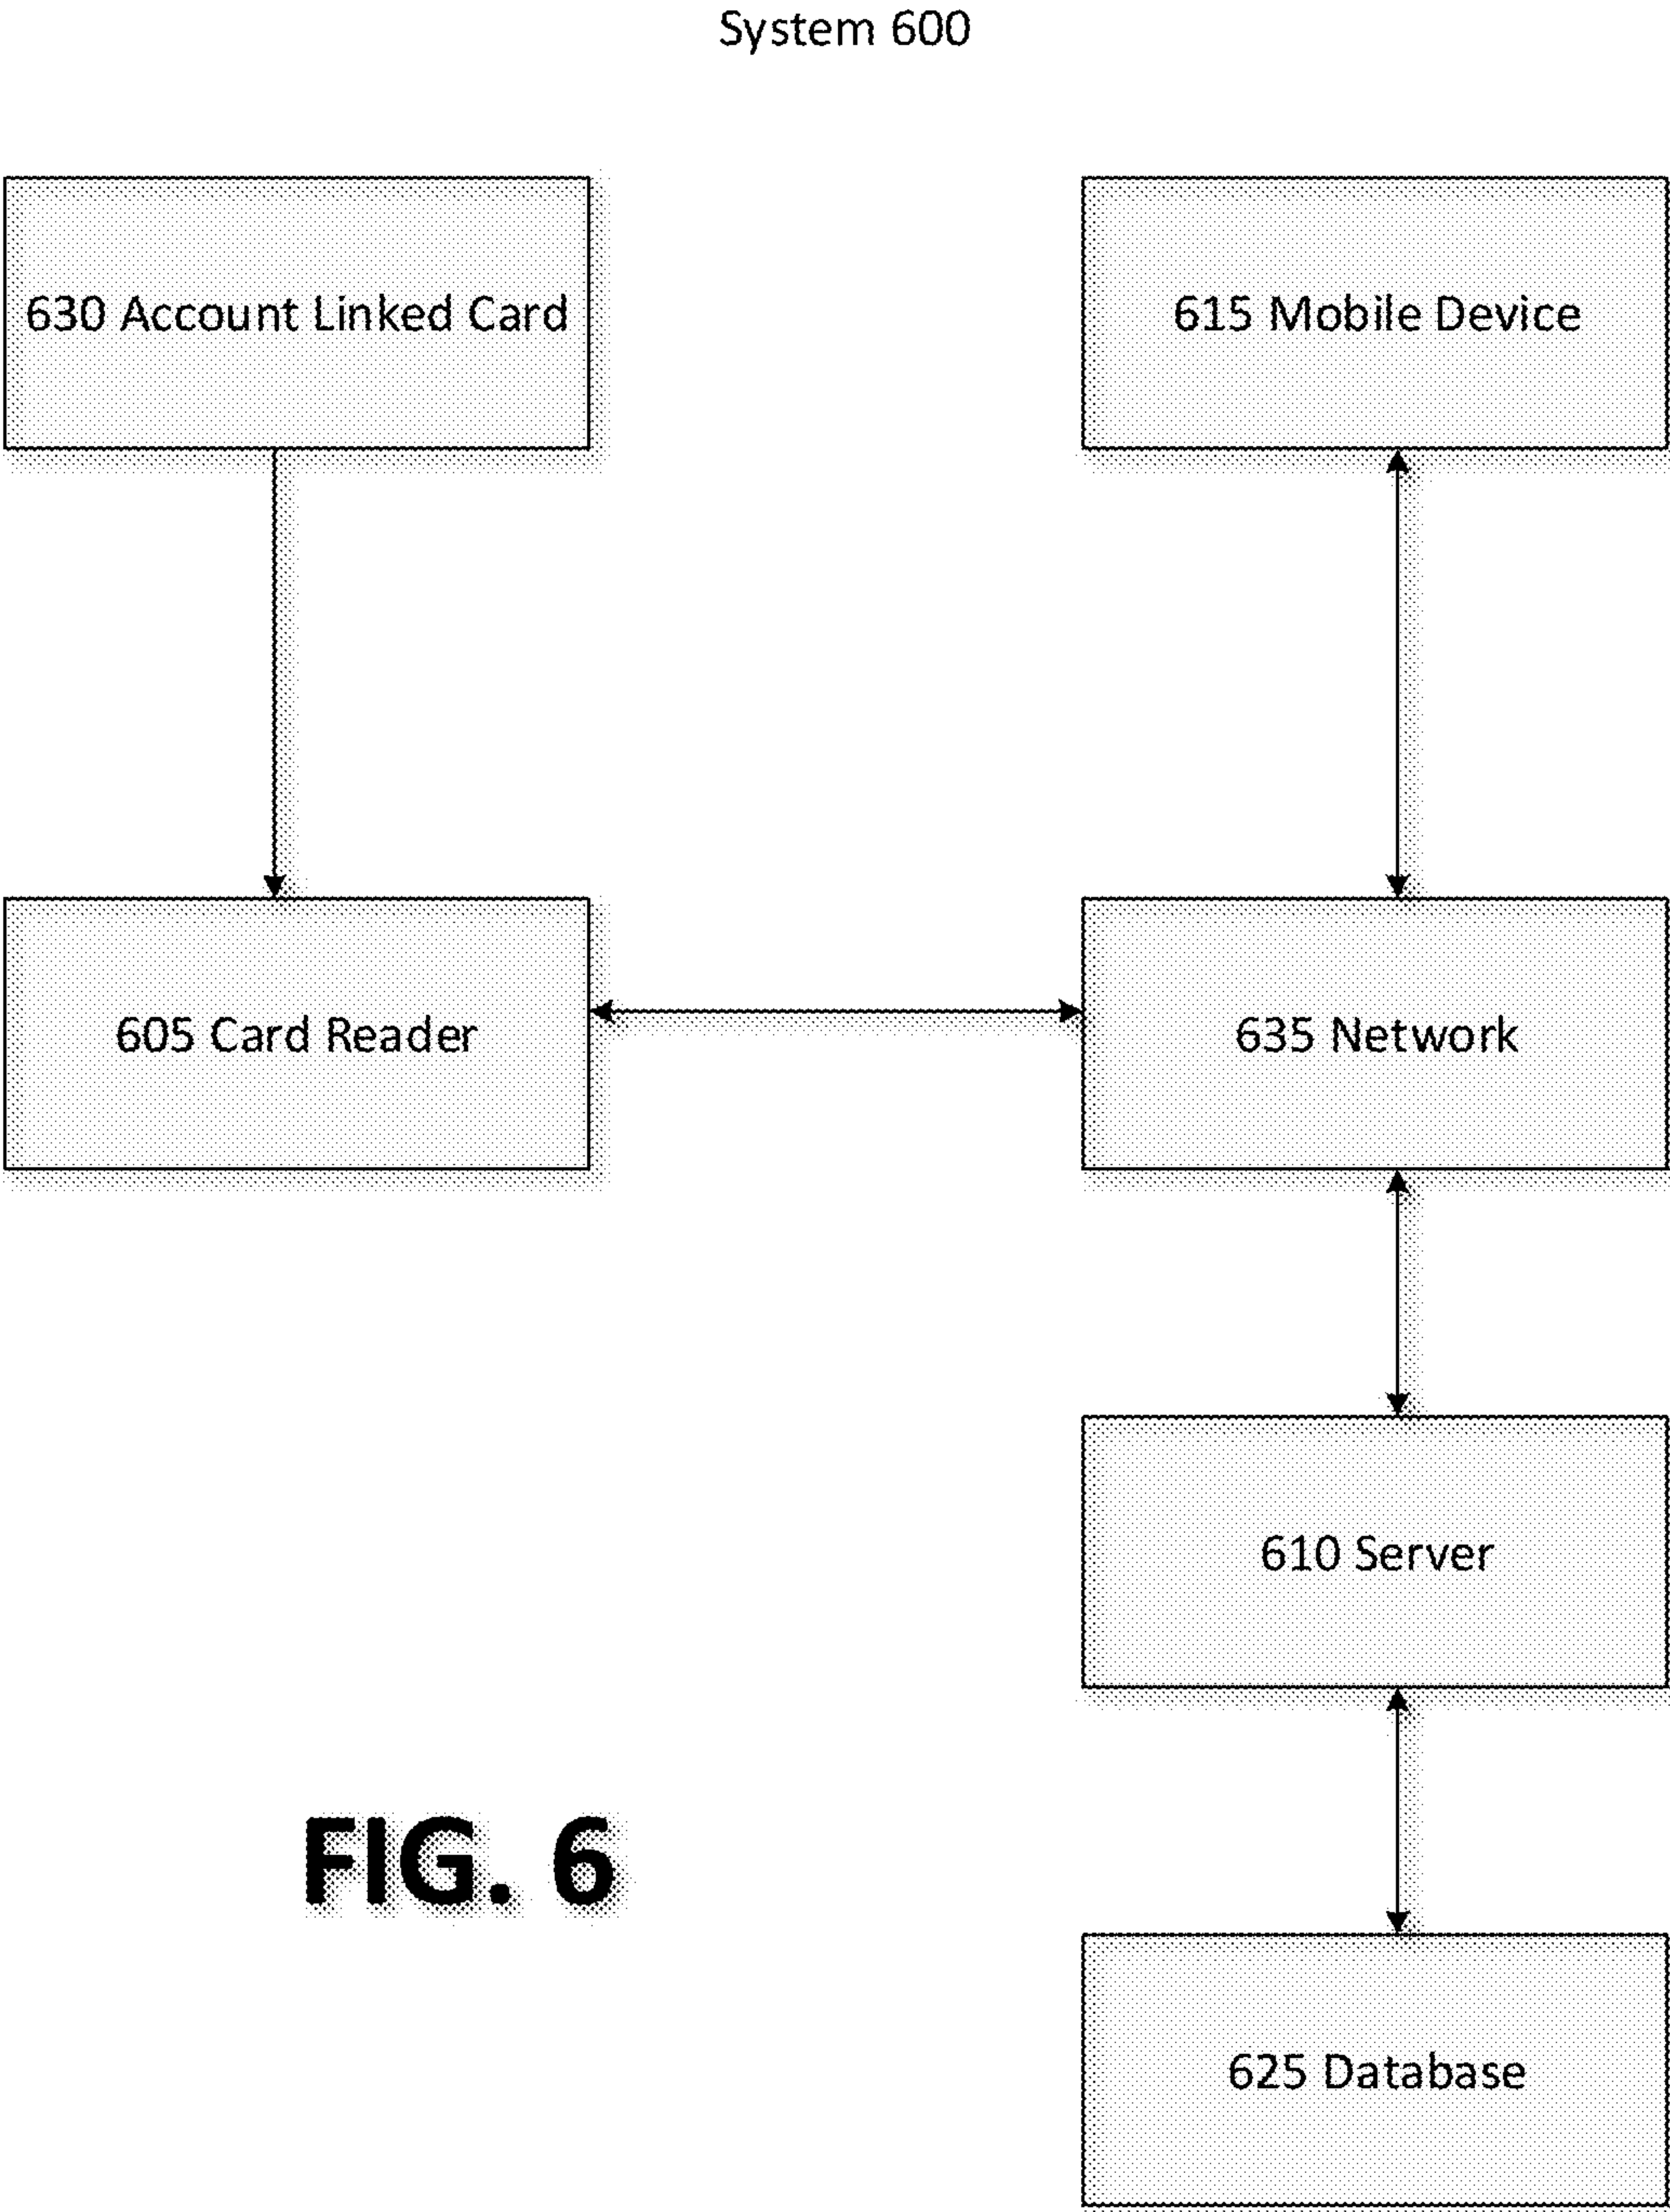 System 600
630 Account Linked Card
615 Mobile Device
605 Card Reader
635 Network
610 Server
FIG. 6
625 Database